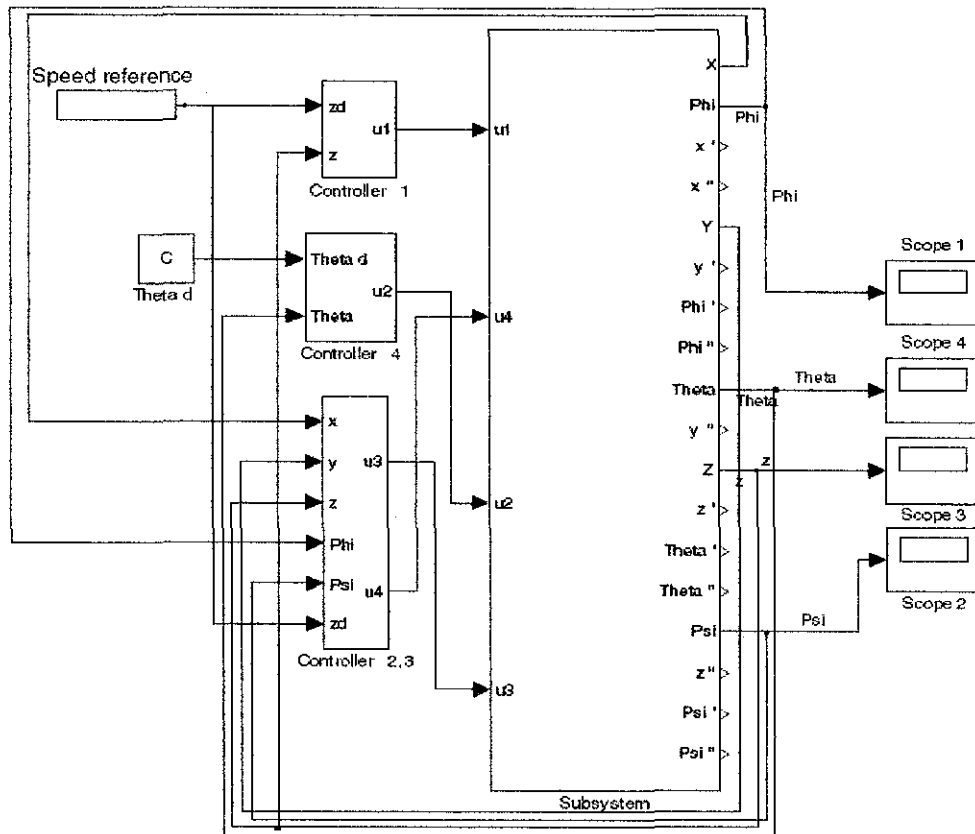 Speed reference
zd
z
u1
Controller 1
C
Theta d
Theta d
Theta
u2
Controller 4
x
y
z
Phi
Psi
zd
u3
u4
Controller 2,3
u1
u4
u2
u3
X
Phi
x '
x "
Y
y '
Phi '
Phi "
Theta
y "
Z
z '
Theta '
Theta "
Psi
z "
Psi '
Psi "
Subsystem
Phi
Phi
Theta
Theta
z
z
Psi
Scope 1
Scope 4
Scope 3
Scope 2